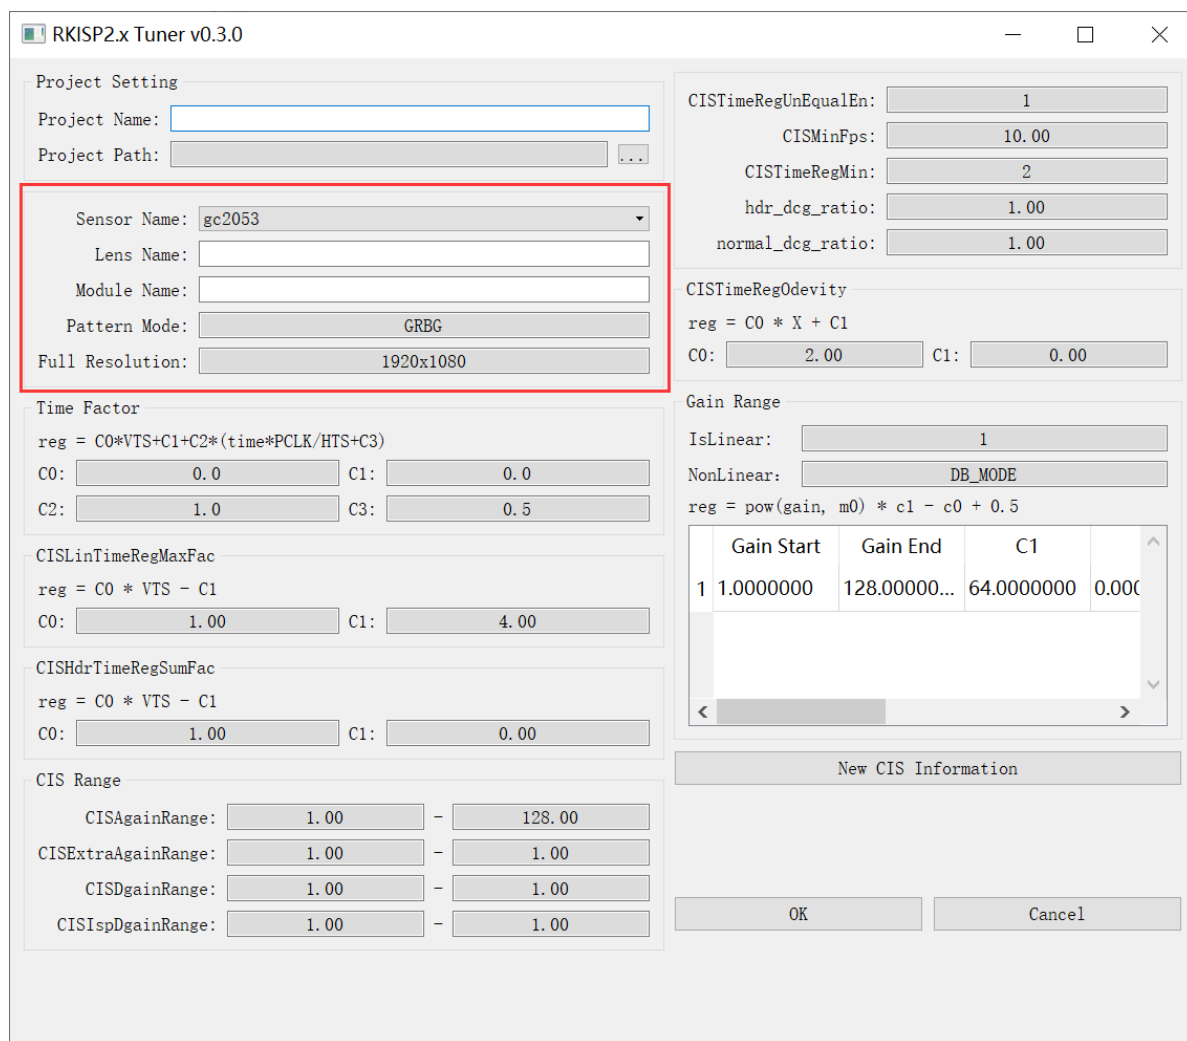 RKISP2.x Tuner v0.3.0
Project Setting
Project Name:
Project Path: ...
Sensor Name: gc2053
Lens Name:
Module Name:
Pattern Mode: GRBG
Full Resolution: 1920x1080
Time Factor
reg = C0*VTS+C1+C2*(time*PCLK/HTS+C3)
C0: 0.0 C1: 0.0
C2: 1.0 C3: 0.5
CISLinTimeRegMaxFac
reg = C0 * VTS - C1
C0: 1.00 C1: 4.00
CISHdrTimeRegSumFac
reg = C0 * VTS - C1
C0: 1.00 C1: 0.00
CIS Range
CISAgainRange: 1.00 - 128.00
CISExtraAgainRange: 1.00 - 1.00
CISDgainRange: 1.00 - 1.00
CISIspDgainRange: 1.00 - 1.00
CISTimeRegUnEqualEn: 1
CISMinFps: 10.00
CISTimeRegMin: 2
hdr_dcg_ratio: 1.00
normal_dcg_ratio: 1.00
CISTimeRegOdevity
reg = C0 * X + C1
C0: 2.00 C1: 0.00
Gain Range
IsLinear: 1
NonLinear: DB_MODE
reg = pow(gain, m0) * c1 - c0 + 0.5
Gain Start Gain End C1
1 1.0000000 128.00000... 64.0000000 0.000
New CIS Information
OK Cancel